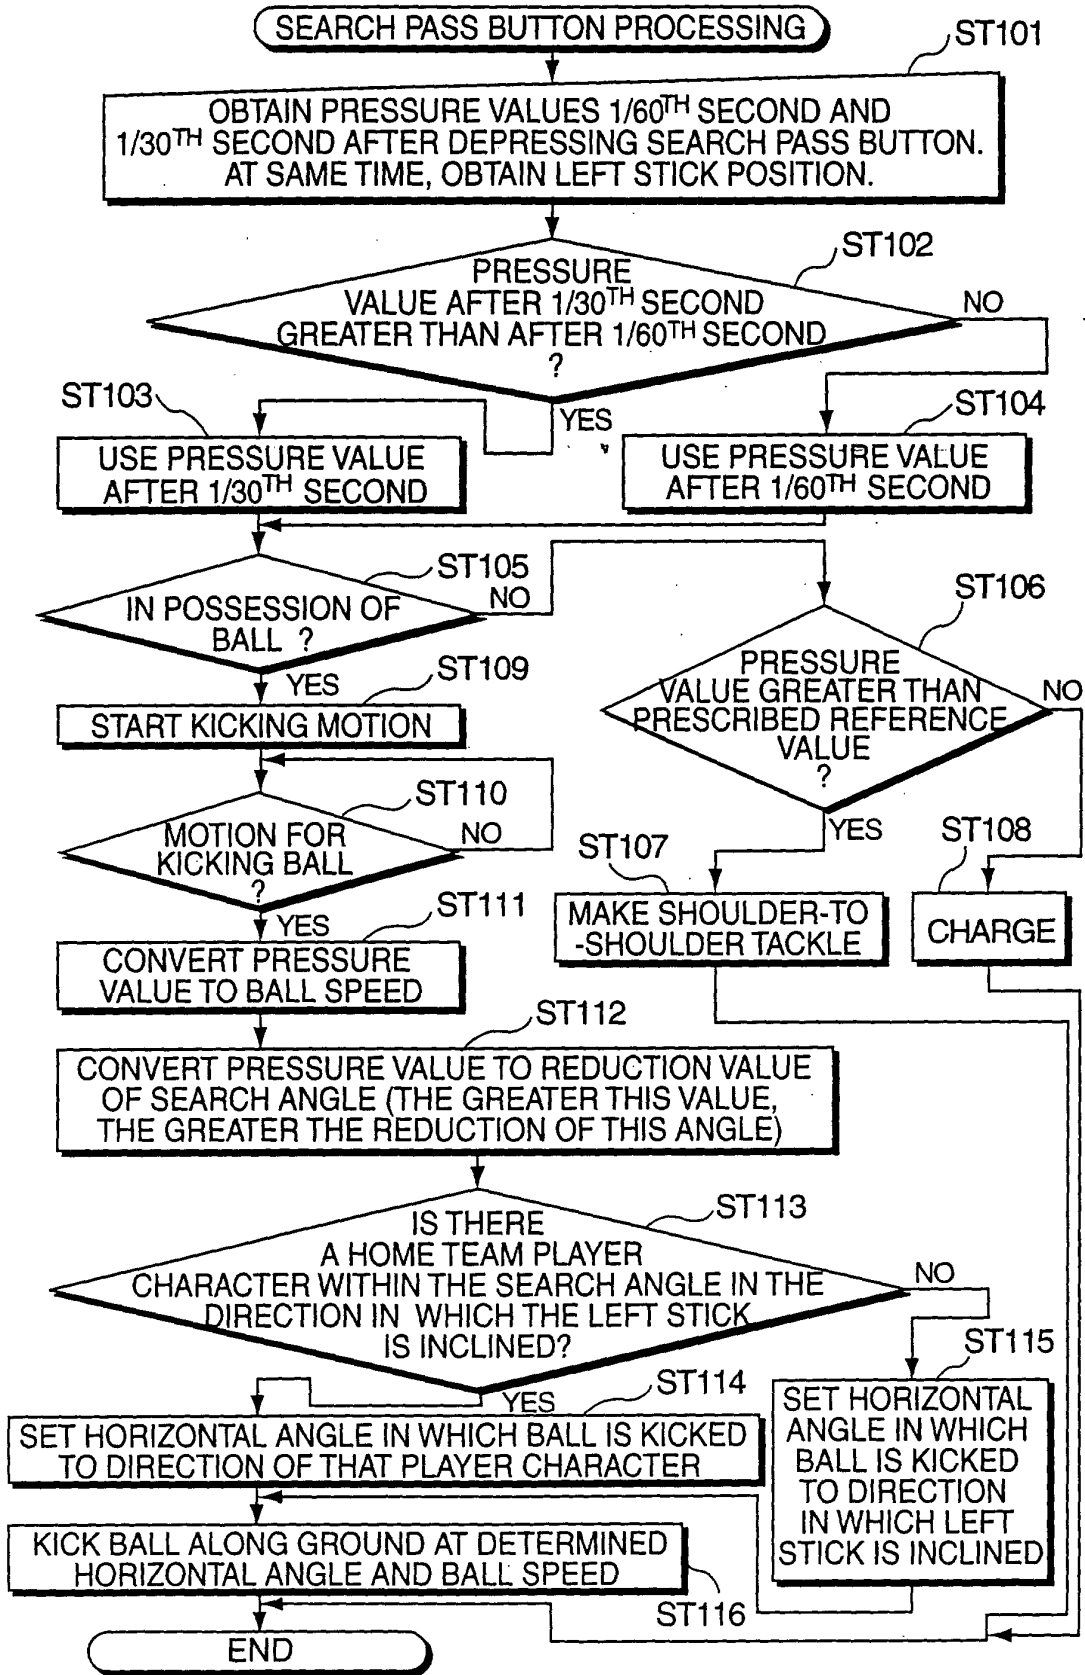 SEARCH PASS BUTTON PROCESSING
ST101
OBTAIN PRESSURE VALUES 1/60TH SECOND AND
1/30TH SECOND AFTER DEPRESSING SEARCH PASS BUTTON.
AT SAME TIME, OBTAIN LEFT STICK POSITION.
ST102
PRESSURE
VALUE AFTER 1/30TH SECOND
GREATER THAN AFTER 1/60TH SECOND
?
NO
YES
ST103
USE PRESSURE VALUE
AFTER 1/30TH SECOND
ST104
USE PRESSURE VALUE
AFTER 1/60TH SECOND
ST105
IN POSSESSION OF
BALL ?
NO
YES
ST106
PRESSURE
VALUE GREATER THAN
PRESCRIBED REFERENCE
VALUE
?
NO
YES
ST109
START KICKING MOTION
ST110
MOTION FOR
KICKING BALL
?
NO
YES
ST107
MAKE SHOULDER-TO
-SHOULDER TACKLE
ST108
CHARGE
ST111
CONVERT PRESSURE
VALUE TO BALL SPEED
ST112
CONVERT PRESSURE VALUE TO REDUCTION VALUE
OF SEARCH ANGLE (THE GREATER THIS VALUE,
THE GREATER THE REDUCTION OF THIS ANGLE)
ST113
IS THERE
A HOME TEAM PLAYER
CHARACTER WITHIN THE SEARCH ANGLE IN THE
DIRECTION IN WHICH THE LEFT STICK
IS INCLINED?
NO
YES
ST114
SET HORIZONTAL ANGLE IN WHICH BALL IS KICKED
TO DIRECTION OF THAT PLAYER CHARACTER
ST115
SET HORIZONTAL
ANGLE IN WHICH
BALL IS KICKED
TO DIRECTION
IN WHICH LEFT
STICK IS INCLINED
KICK BALL ALONG GROUND AT DETERMINED
HORIZONTAL ANGLE AND BALL SPEED
ST116
END